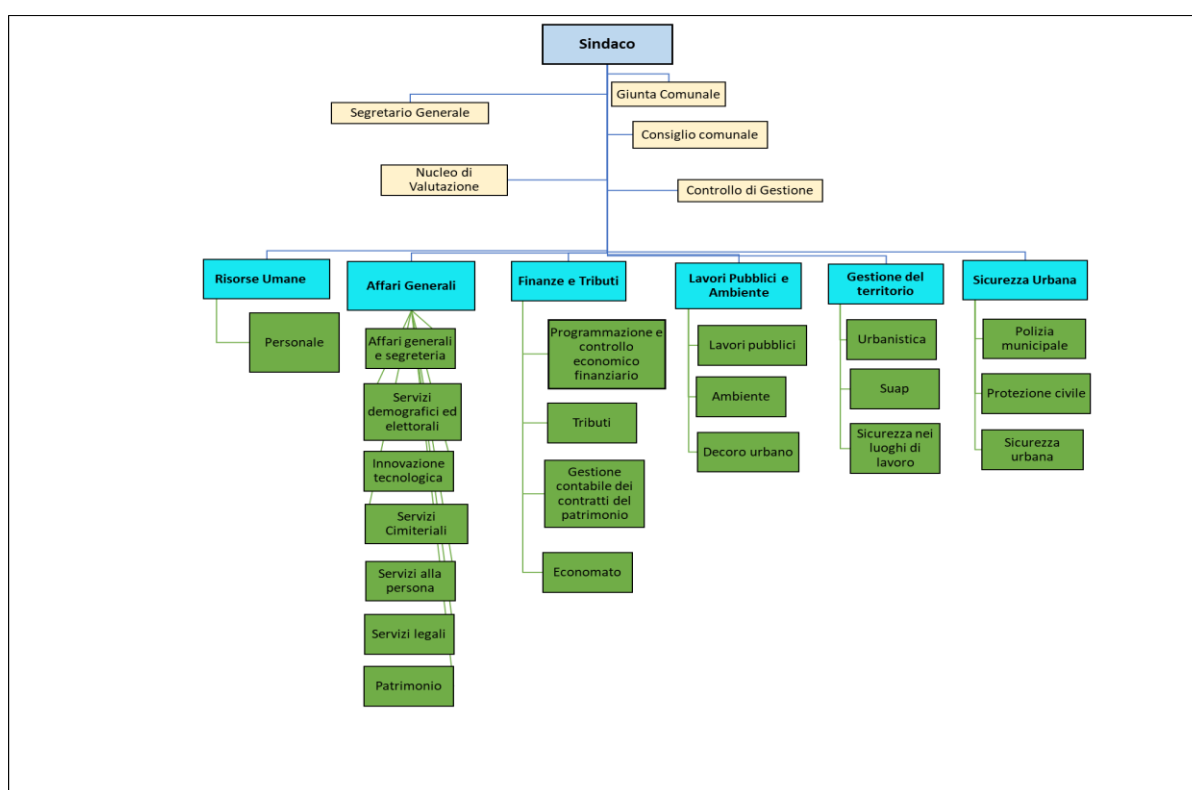 Sindaco
Giunta Comunale
Segretario Generale
Consiglio comunale
Nucleo di
Valutazione
Controllo di Gestione
Risorse Umane
Personale
Affari Generali
Affari generali
e segreteria
Servizi
demografici ed
elettorali
Innovazione
tecnologica
Servizi
Cimiteriali
Servizi alla
persona
Servizi legali
Patrimonio
Finanze e Tributi
Programmazione e
controllo
economico
finanziario
Tributi
Gestione
contabile dei
contratti del
patrimonio
Economato
Lavori Pubblici e
Ambiente
Lavori pubblici
Ambiente
Decoro urbano
Gestione del
territorio
Urbanistica
Suap
Sicurezza nei
luoghi di
lavoro
Sicurezza Urbana
Polizia
municipale
Protezione civile
Sicurezza
urbana